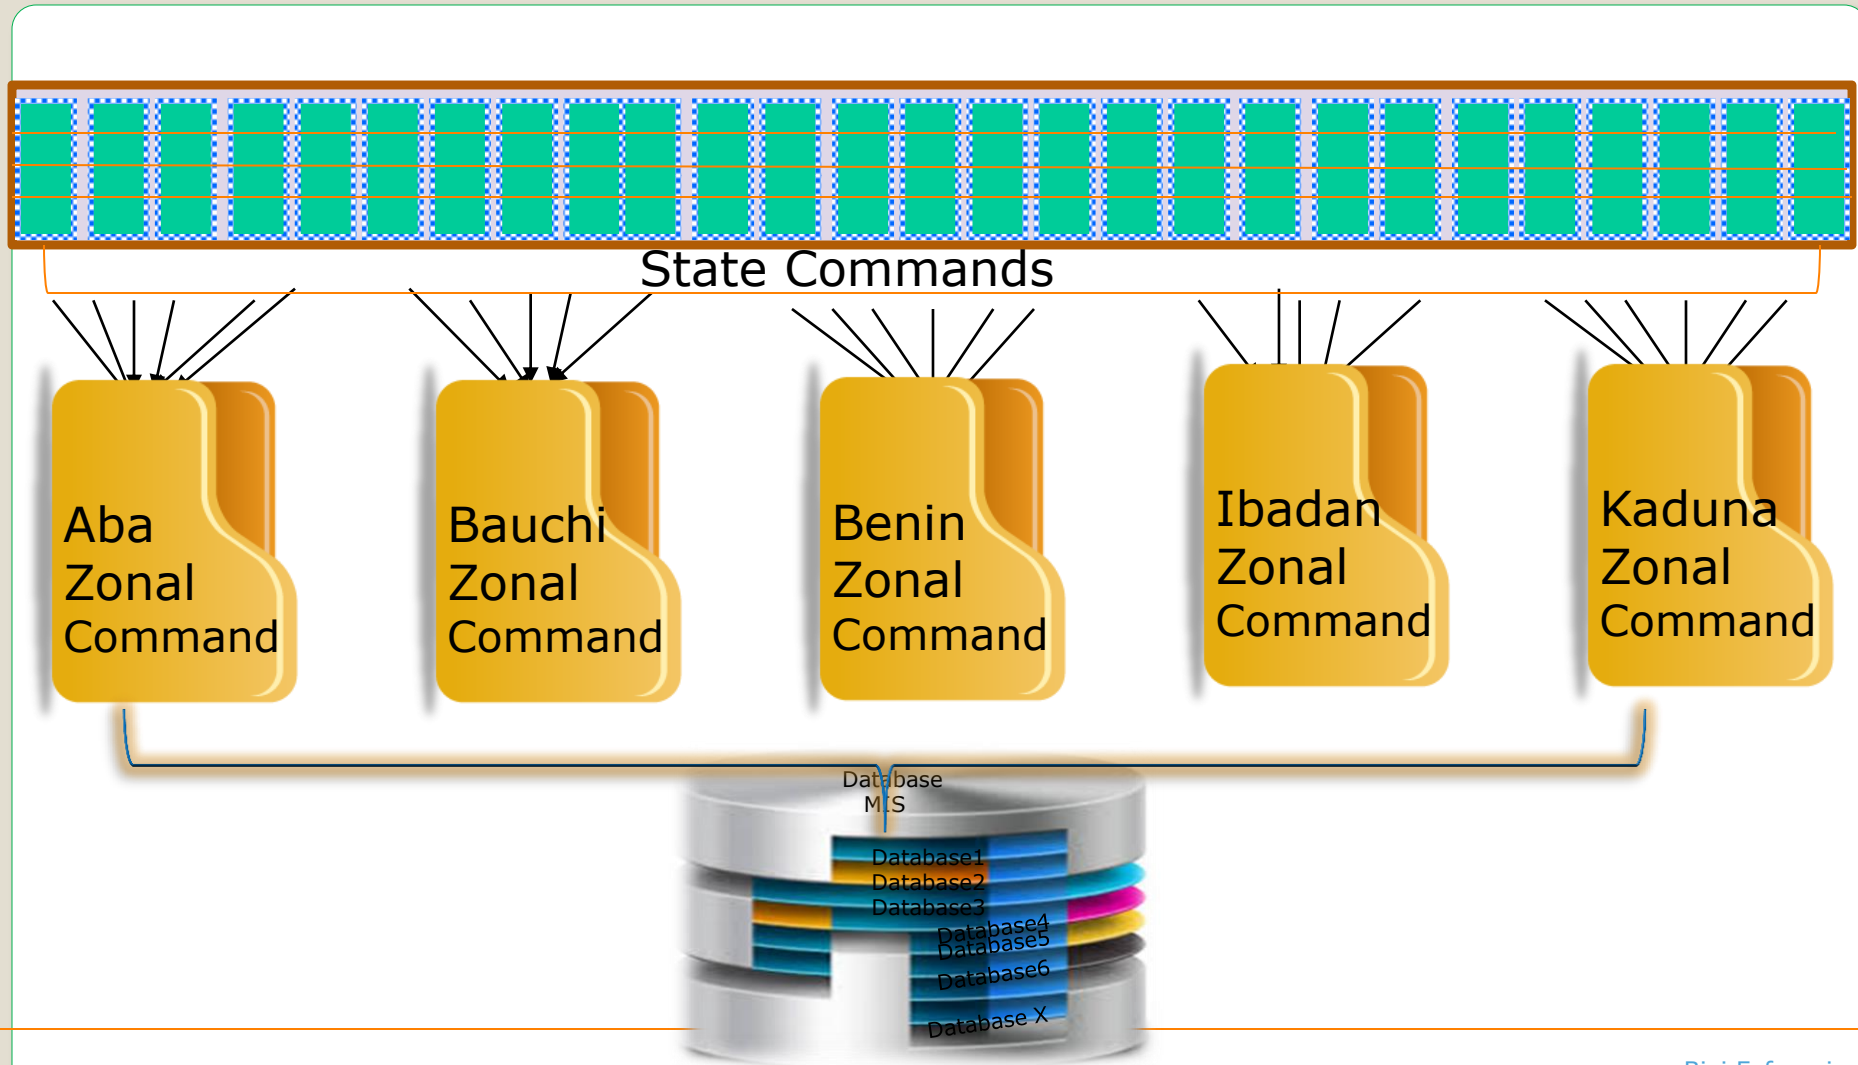 State Commands
Aba
Zonal
Command
Bauchi
Zonal
Command
Benin
Zonal
Command
Ibadan
Zonal
Command
Kaduna
Zonal
Command
Database
MIS
Database1
Database2
Database3
Database4
Database5
Database6
Database X